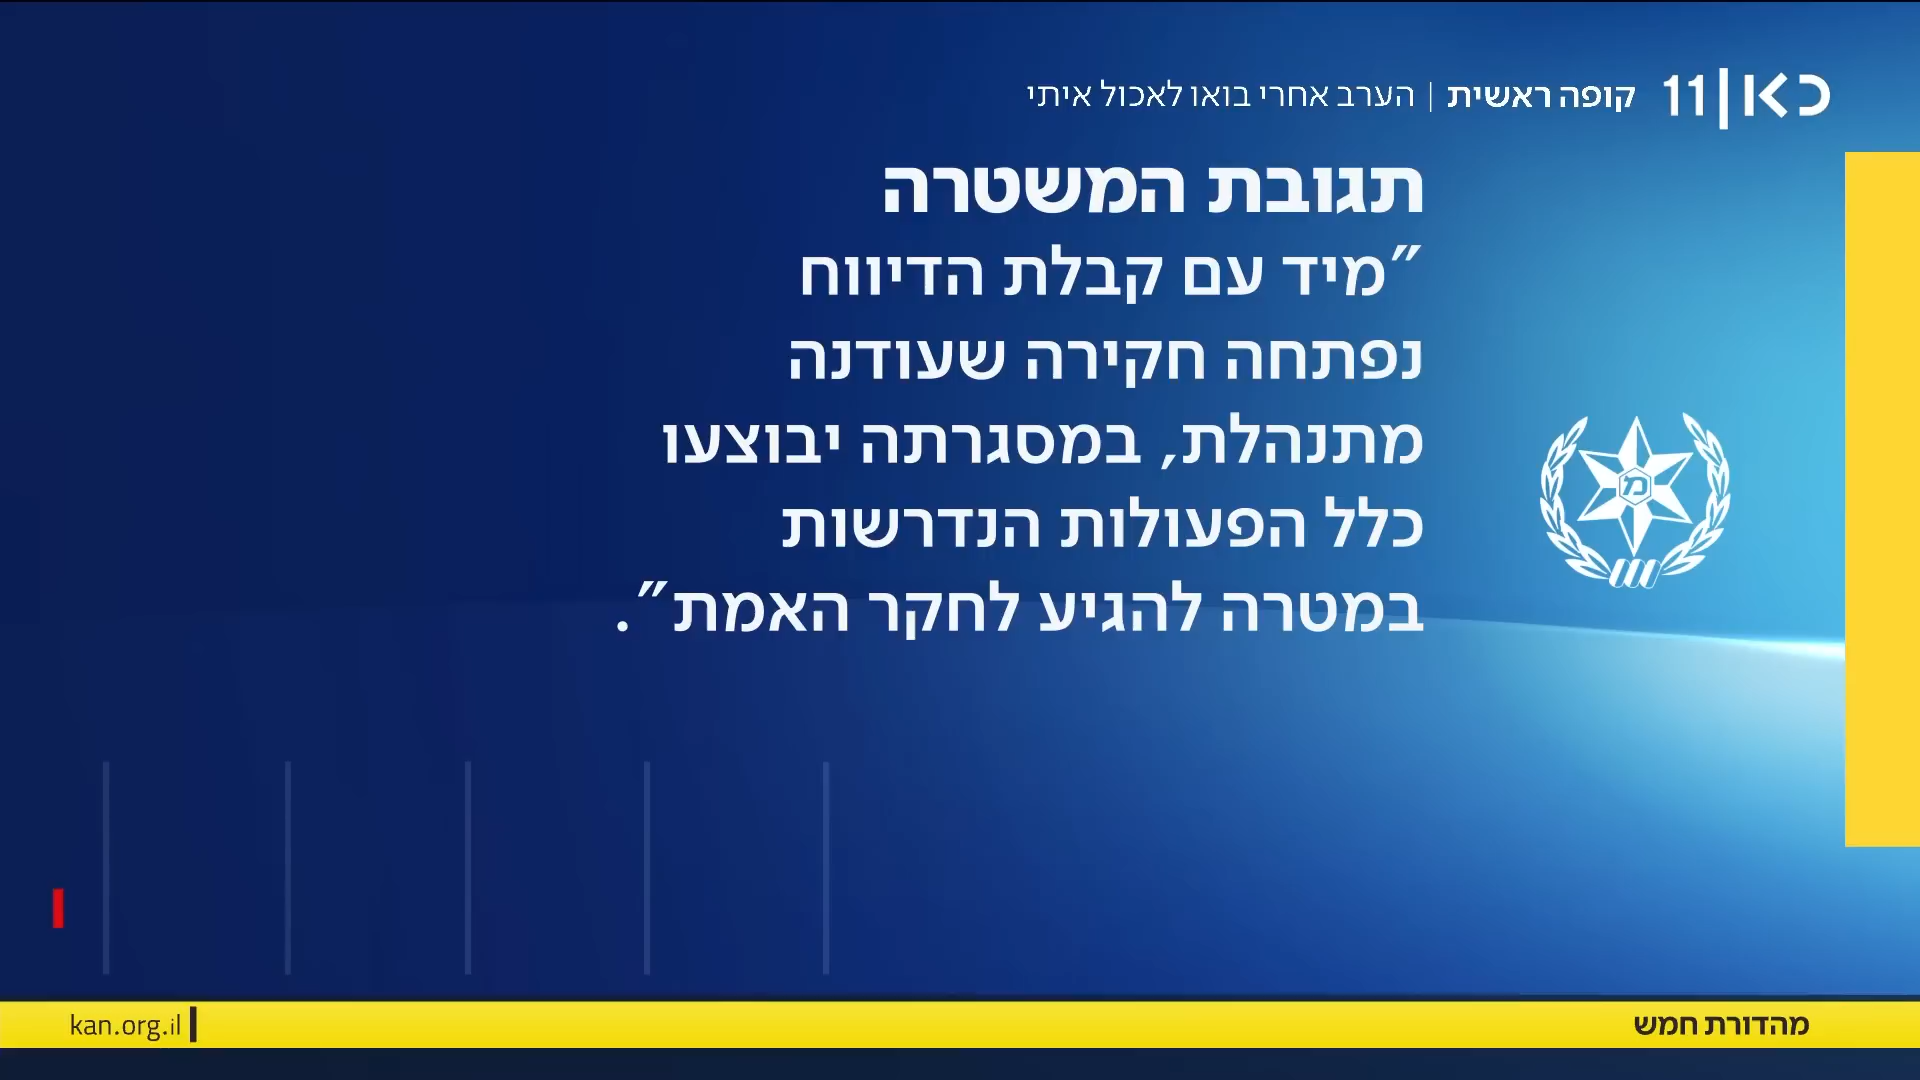 כאן|11 קופה ראשית | הערב אחרי בואו לאכול איתי
תגובת המשטרה
"מיד עם קבלת הדיווח
נפתחה חקירה שעודנה
מתנהלת, במסגרתה יבוצעו
כלל הפעולות הנדרשות
במטרה להגיע לחקר האמת".
מ
מהדורת חמש
kan.org.il